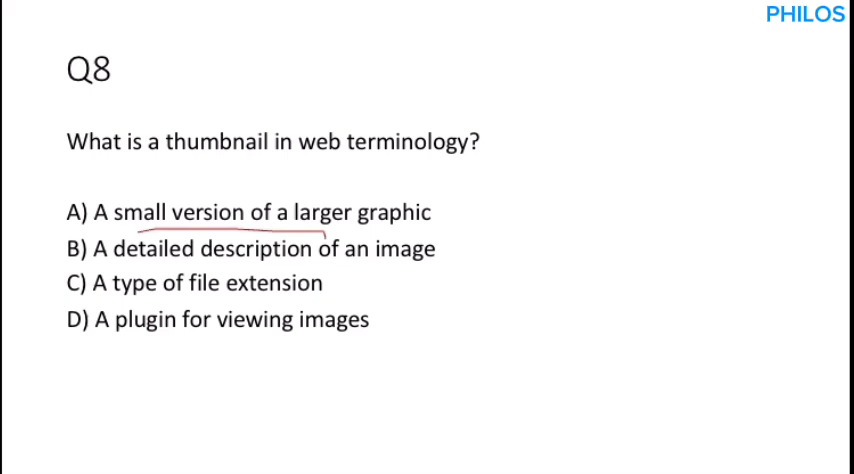 PHILOS
Q8
What is a thumbnail in web terminology?
A) A small version of a larger graphic
B) A detailed description of an image
C) A type of file extension
D) A plugin for viewing images